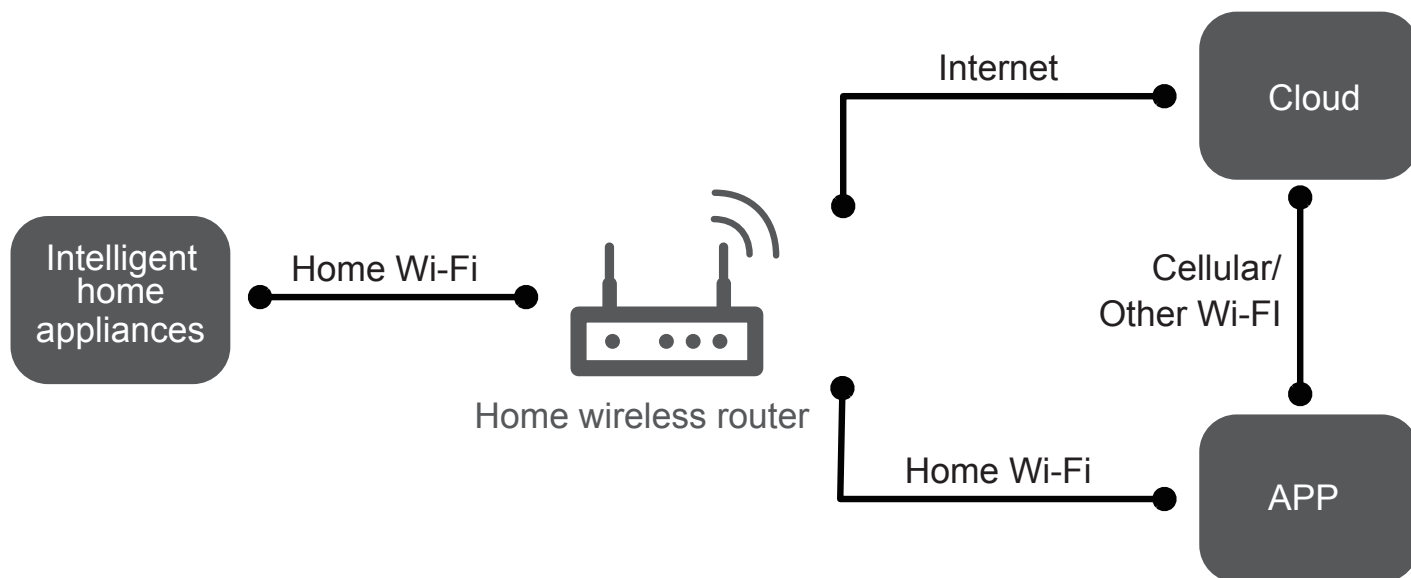 Internet
Cloud
Intelligent
home
appliances
Home Wi-Fi
Cellular/
Other Wi-FI
Home wireless router
Home Wi-Fi
APP